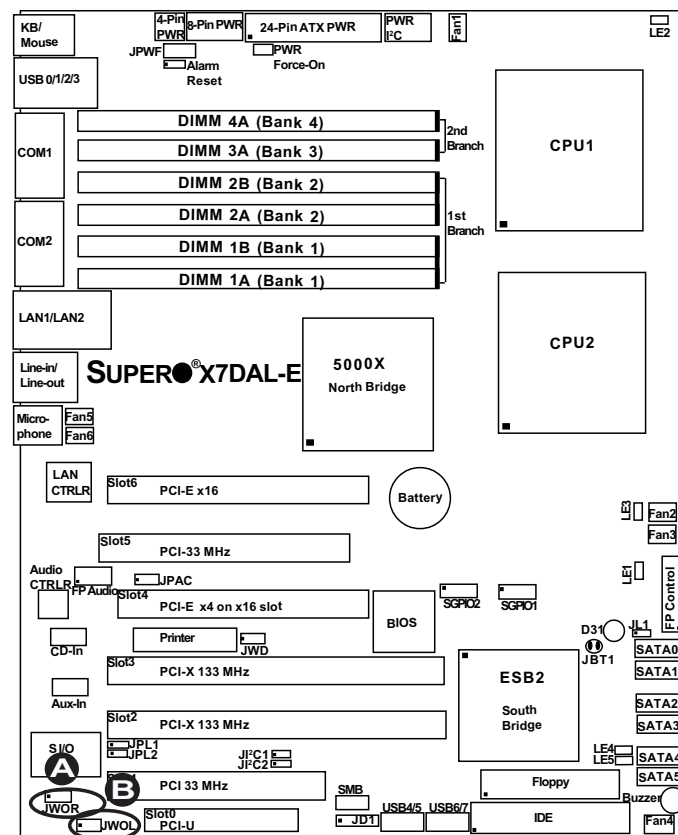 KB/
Mouse
4-Pin
PWR
8-Pin PWR
24-Pin ATX PWR
PWR
I²C
Fan1
LE2
JPWF
Alarm
Reset
PWR
Force-On
USB 0/1/2/3
DIMM 4A (Bank 4)
DIMM 3A (Bank 3)
2nd
Branch
DIMM 2B (Bank 2)
DIMM 2A (Bank 2)
DIMM 1B (Bank 1)
DIMM 1A (Bank 1)
1st
Branch
CPU1
COM1
COM2
LAN1/LAN2
CPU2
Line-in/
Line-out
SUPER●®X7DAL-E
5000X
North Bridge
Micro-
phone
Fan5
Fan6
LAN
CTRLR
Slot6
PCI-E x16
Battery
LE3
Fan2
Fan3
Slot5
PCI-33 MHz
Audio
CTRLR
FP Audio
JPAC
LE1
FP Control
Slot4
PCI-E x4 on x16 slot
BIOS
SGPIO2
SGPIO1
CD-In
Printer
JWD
D31
JL1
JBT1
SATA0
SATA1
Slot3
PCI-X 133 MHz
ESB2
South
Bridge
Aux-In
SATA2
SATA3
Slot2
PCI-X 133 MHz
S I/O
JPL1
JPL2
JI²C1
JI²C2
LE4
LE5
SATA4
SATA5
A
B
PCI 33 MHz
Floppy
JWOR
SMB
Buzzer
JWOL
Slot0
PCI-U
JD1
USB4/5
USB6/7
IDE
Fan4